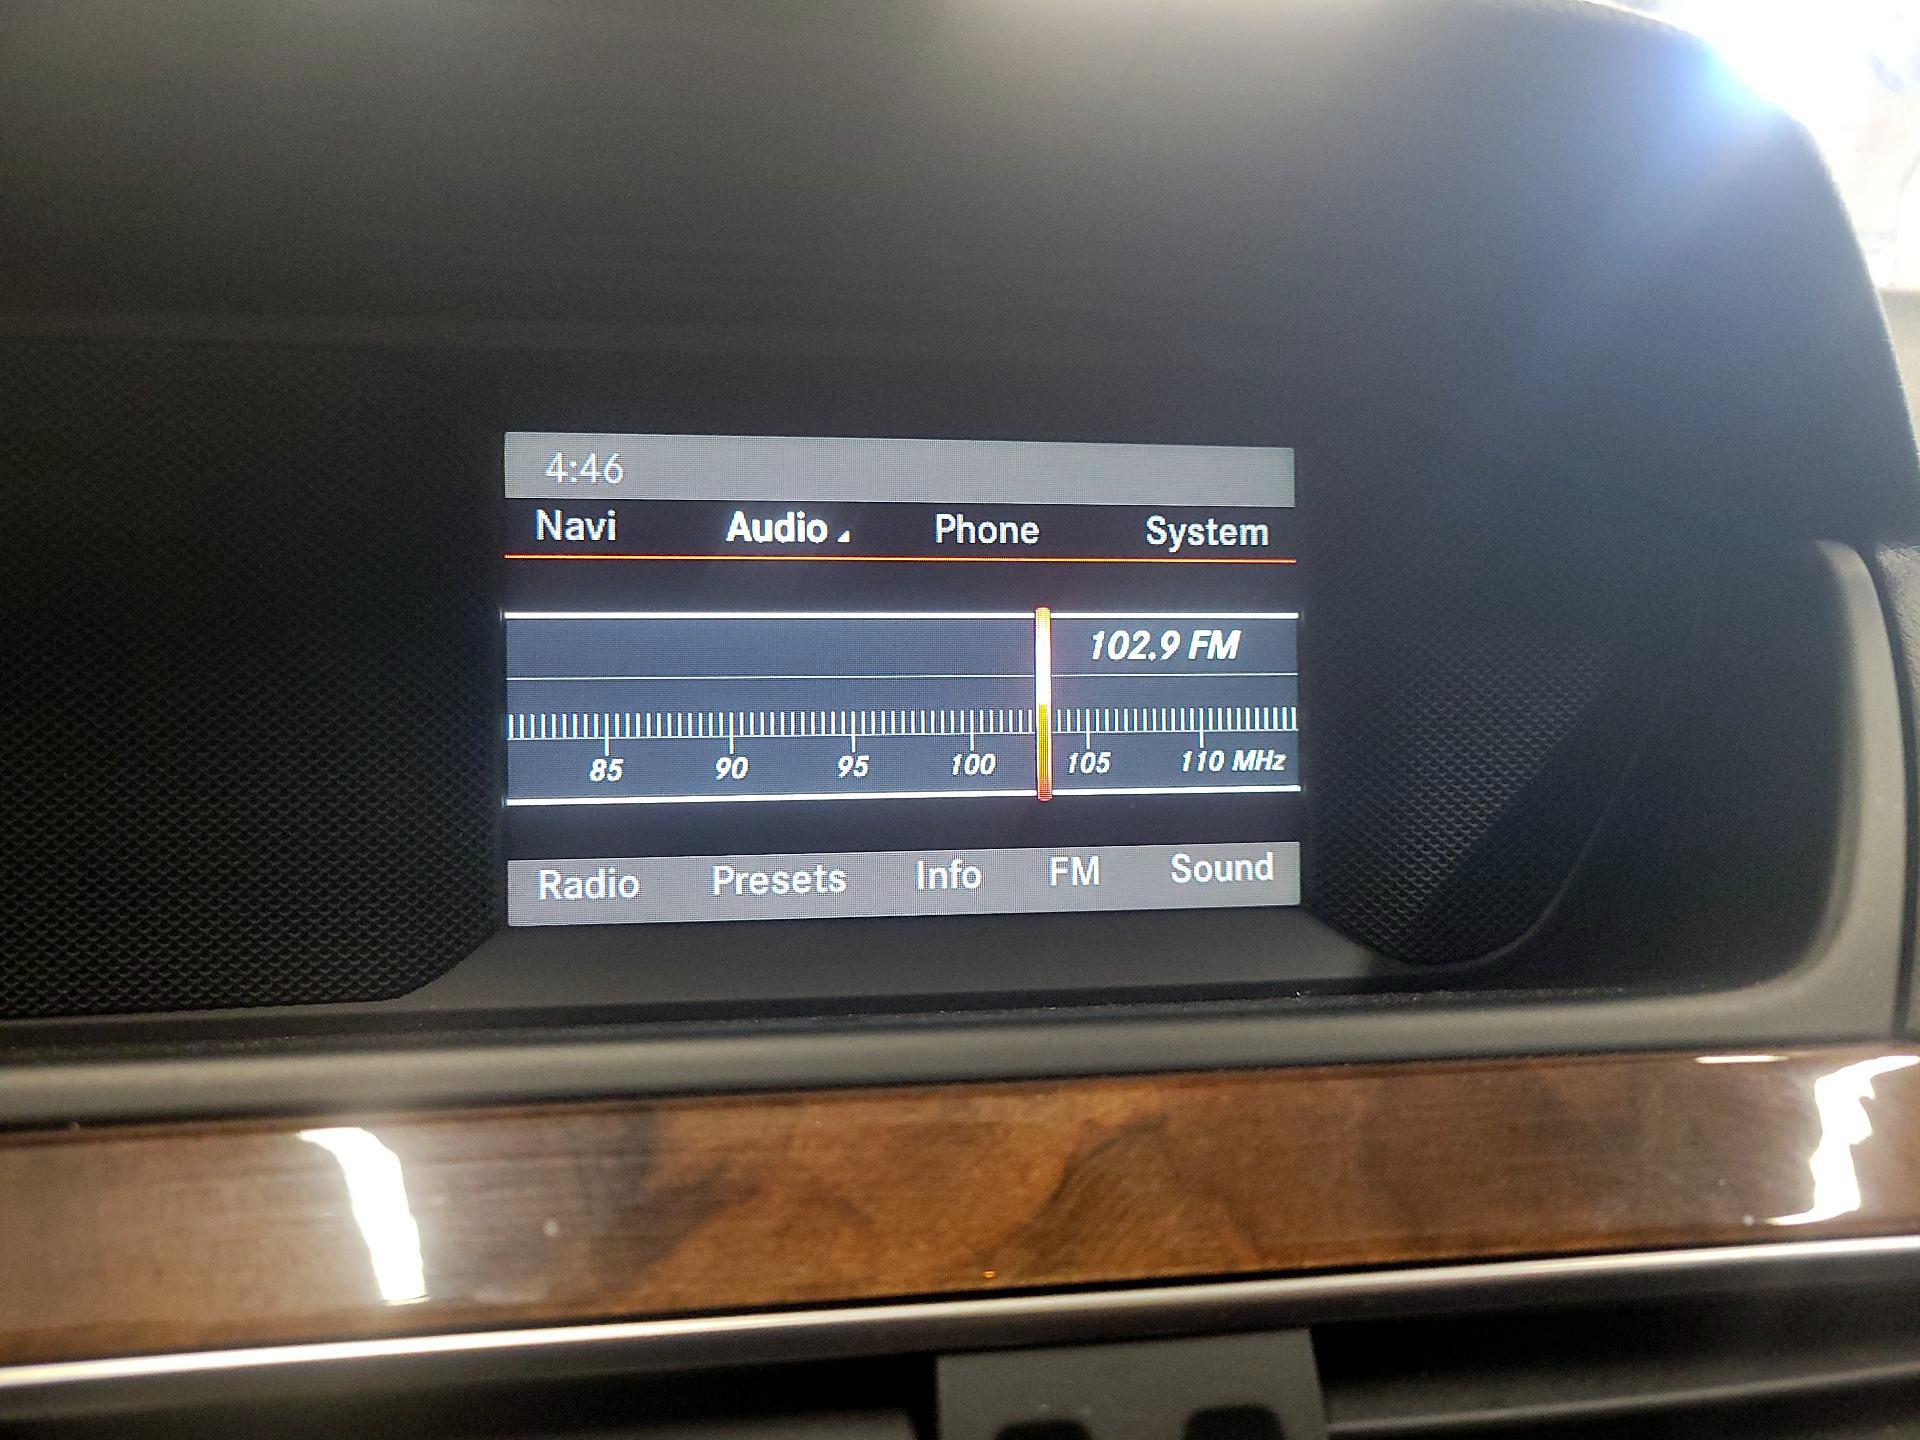 4:46
Navi Audio Phone System
102.9 FM
85 90 95 100 105 110 MHz
Radio Presets Info FM Sound